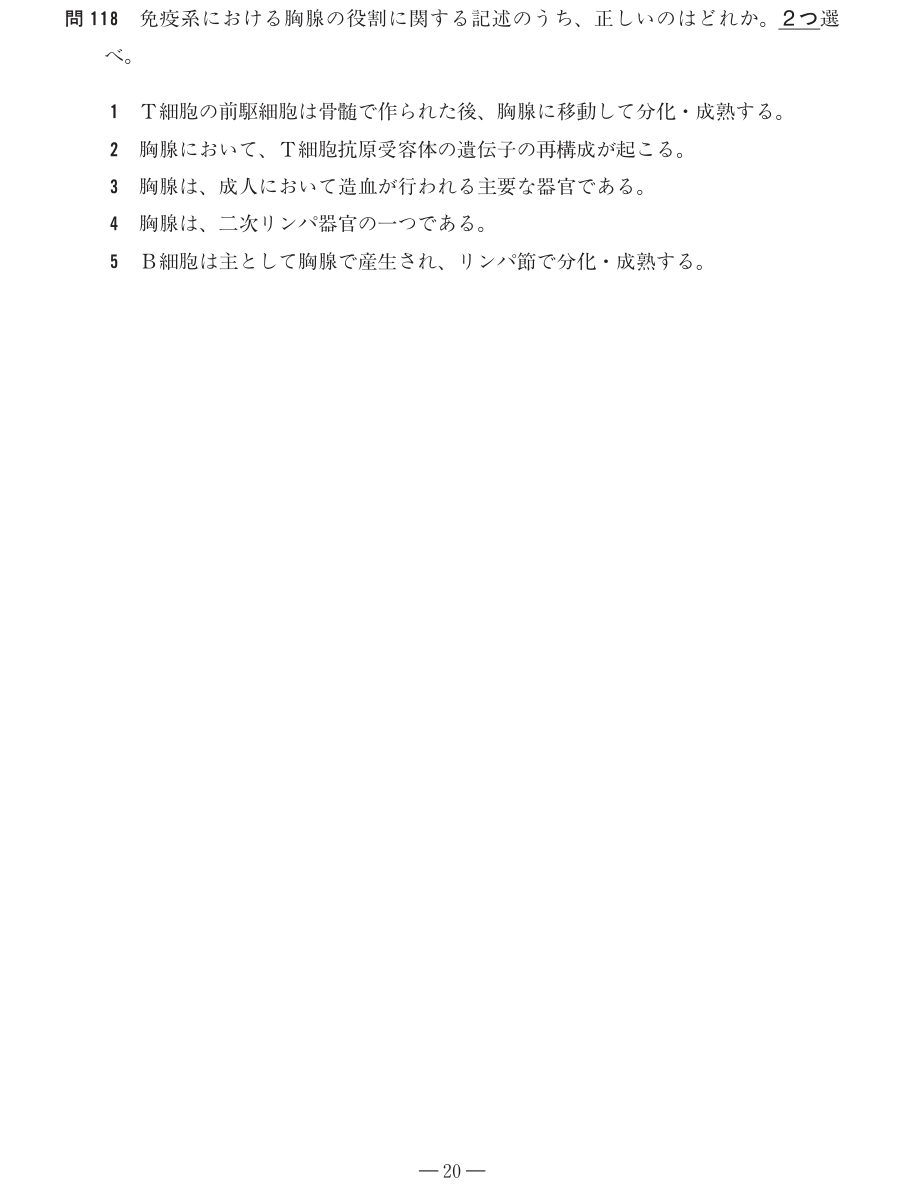 問 118　免疫系における胸腺の役割に関する記述のうち、正しいのはどれか。２つ選
べ。
1　Ｔ細胞の前駆細胞は骨髄で作られた後、胸腺に移動して分化・成熟する。
2　胸腺において、Ｔ細胞抗原受容体の遺伝子の再構成が起こる。
3　胸腺は、成人において造血が行われる主要な器官である。
4　胸腺は、二次リンパ器官の一つである。
5　Ｂ細胞は主として胸腺で産生され、リンパ節で分化・成熟する。
― 20 ―